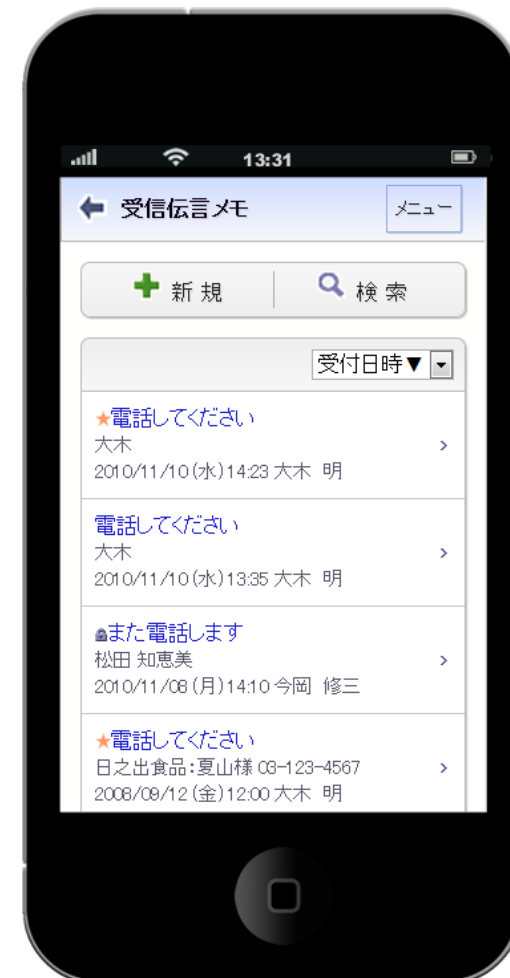 13:31
受信伝言メモ
メニュー
新規
検索
受付日時▼
★電話してください
大木
2010/11/10(水)14:23 大木 明
電話してください
大木
2010/11/10(水)13:35 大木 明
また電話します
松田 知恵美
2010/11/08(月)14:10 今岡 修三
★電話してください
日之出食品:夏山様 03-123-4567
2008/09/12(金)12:00 大木 明